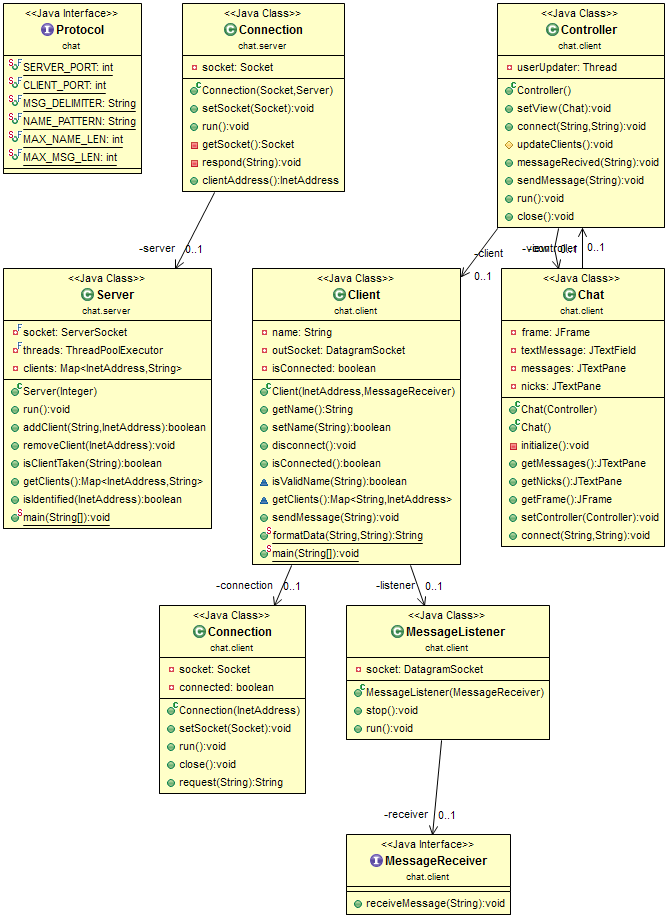 <<Java Interface>>
Protocol
chat
SERVER_PORT: int
CLIENT_PORT: int
MSG_DELIMITER: String
NAME_PATTERN: String
MAX_NAME_LEN: int
MAX_MSG_LEN: int
<<Java Class>>
Connection
chat.server
socket: Socket
Connection(Socket,Server)
setSocket(Socket):void
run():void
getSocket():Socket
respond(String):void
clientAddress():InetAddress
<<Java Class>>
Controller
chat.client
userUpdater: Thread
Controller()
setView(Chat):void
connect(String,String):void
updateClients():void
messageRecived(String):void
sendMessage(String):void
run():void
close():void
-server
0..1
-client
0..1
-view
0..1
-controller
0..1
<<Java Class>>
Server
chat.server
socket: ServerSocket
threads: ThreadPoolExecutor
clients: Map<InetAddress,String>
Server(Integer)
run():void
addClient(String,InetAddress):boolean
removeClient(InetAddress):void
isClientTaken(String):boolean
getClients():Map<InetAddress,String>
isIdentified(InetAddress):boolean
main(String[]):void
<<Java Class>>
Client
chat.client
name: String
outSocket: DatagramSocket
isConnected: boolean
Client(InetAddress,MessageReceiver)
getName():String
setName(String):boolean
disconnect():void
isConnected():boolean
isValidName(String):boolean
getClients():Map<String,InetAddress>
sendMessage(String):void
formatData(String,String):String
main(String[]):void
<<Java Class>>
Chat
chat.client
frame: JFrame
textMessage: JTextField
messages: JTextPane
nicks: JTextPane
Chat(Controller)
Chat()
initialize():void
getMessages():JTextPane
getNicks():JTextPane
getFrame():JFrame
setController(Controller):void
connect(String,String):void
-connection
0..1
-listener
0..1
<<Java Class>>
Connection
chat.client
socket: Socket
connected: boolean
Connection(InetAddress)
setSocket(Socket):void
run():void
close():void
request(String):String
<<Java Class>>
MessageListener
chat.client
socket: DatagramSocket
MessageListener(MessageReceiver)
stop():void
run():void
-receiver
0..1
<<Java Interface>>
MessageReceiver
chat.client
receiveMessage(String):void